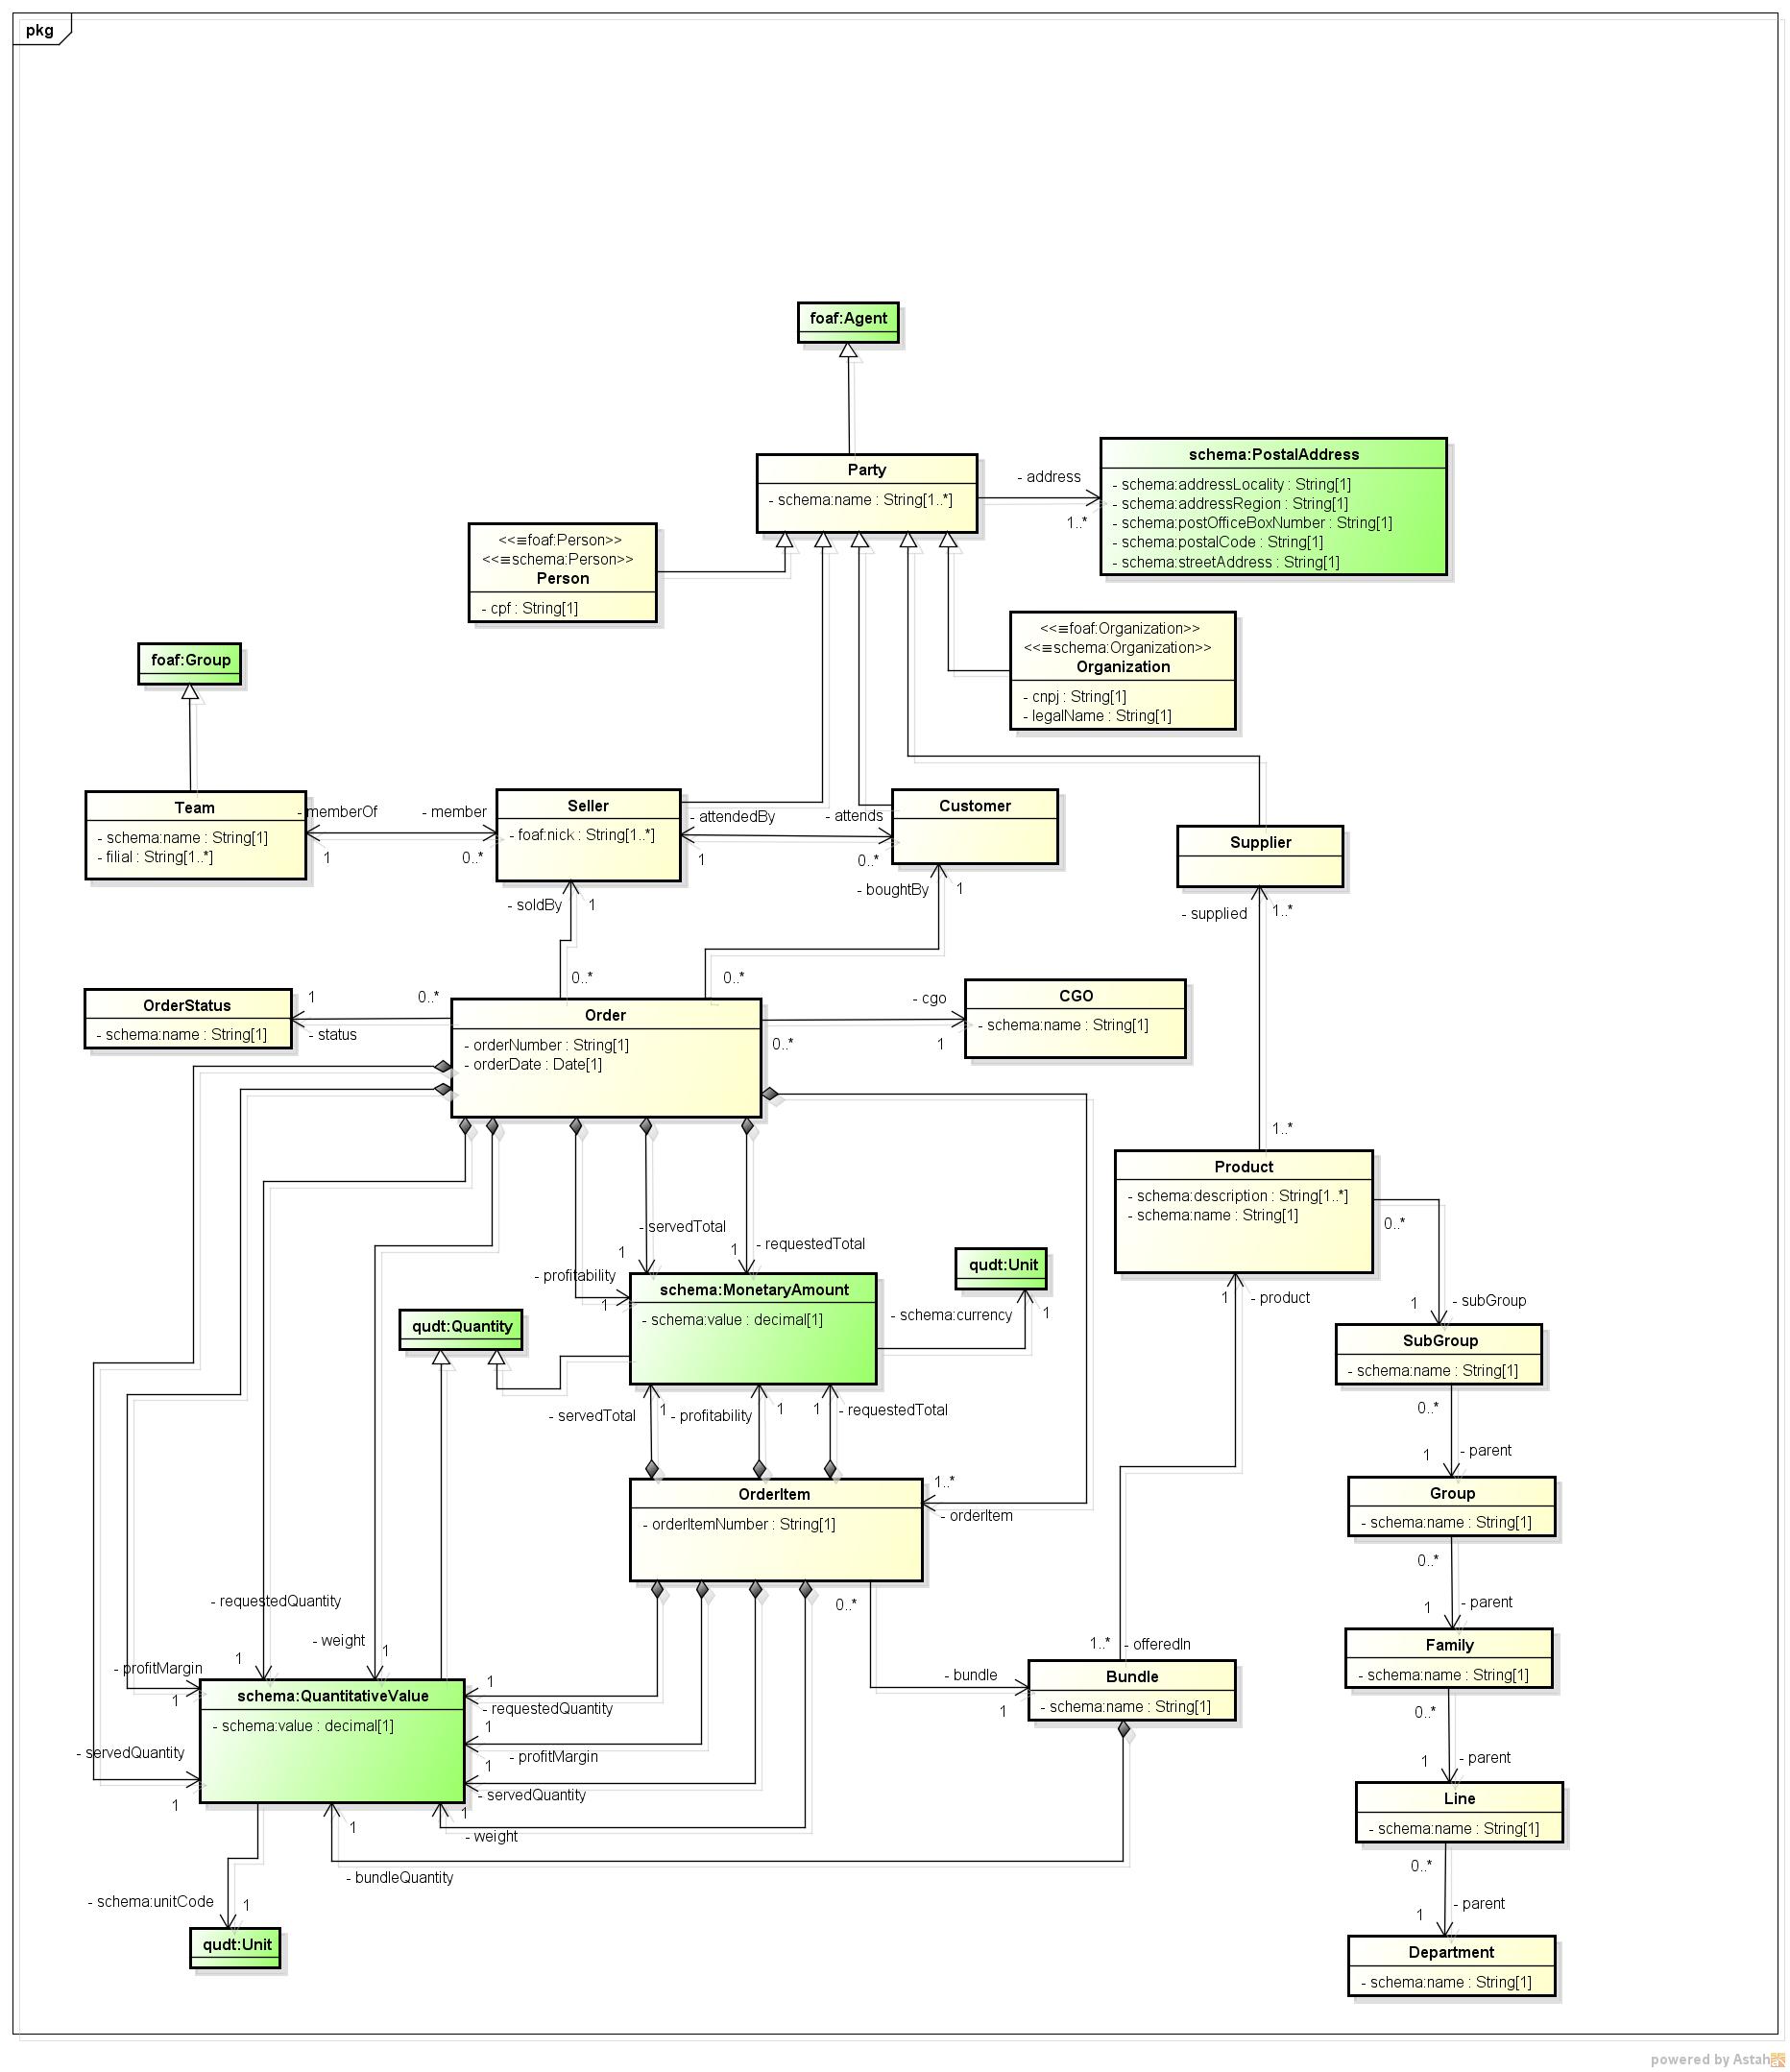 pkg
foaf:Agent
Party
- schema:name : String[1..*]
- address
1..*
schema:PostalAddress
- schema:addressLocality : String[1]
- schema:addressRegion : String[1]
- schema:postOfficeBoxNumber : String[1]
- schema:postalCode : String[1]
- schema:streetAddress : String[1]
<<≡foaf:Person>>
<<≡schema:Person>>
Person
- cpf : String[1]
<<≡foaf:Organization>>
<<≡schema:Organization>>
Organization
- cnpj : String[1]
- legalName : String[1]
foaf:Group
Team
- schema:name : String[1]
- filial : String[1..*]
- memberOf
1
- member
0..*
Seller
- foaf:nick : String[1..*]
- attendedBy
1
- attends
0..*
Customer
Supplier
- soldBy
1
0..*
- boughtBy
1
0..*
- supplied
1..*
1..*
OrderStatus
- schema:name : String[1]
1
- status
0..*
Order
- orderNumber : String[1]
- orderDate : Date[1]
- cgo
0..*
1
CGO
- schema:name : String[1]
Product
- schema:description : String[1..*]
- schema:name : String[1]
0..*
- servedTotal
1
- requestedTotal
1
- profitability
1
qudt:Unit
schema:MonetaryAmount
- schema:value : decimal[1]
- schema:currency
1
qudt:Quantity
1
- product
1
- subGroup
SubGroup
- schema:name : String[1]
- servedTotal
1
- profitability
1
1
- requestedTotal
0..*
1
- parent
OrderItem
- orderItemNumber : String[1]
1..*
- orderItem
Group
- schema:name : String[1]
0..*
1
- parent
0..*
- requestedQuantity
1
- weight
1
- profitMargin
1
- servedQuantity
1
schema:QuantitativeValue
- schema:value : decimal[1]
1
- requestedQuantity
1
- profitMargin
1
- servedQuantity
1
- weight
1
- bundleQuantity
1..*
- offeredIn
- bundle
1
Bundle
- schema:name : String[1]
Family
- schema:name : String[1]
0..*
1
- parent
Line
- schema:name : String[1]
0..*
1
- parent
- schema:unitCode
1
qudt:Unit
Department
- schema:name : String[1]
powered by Astah